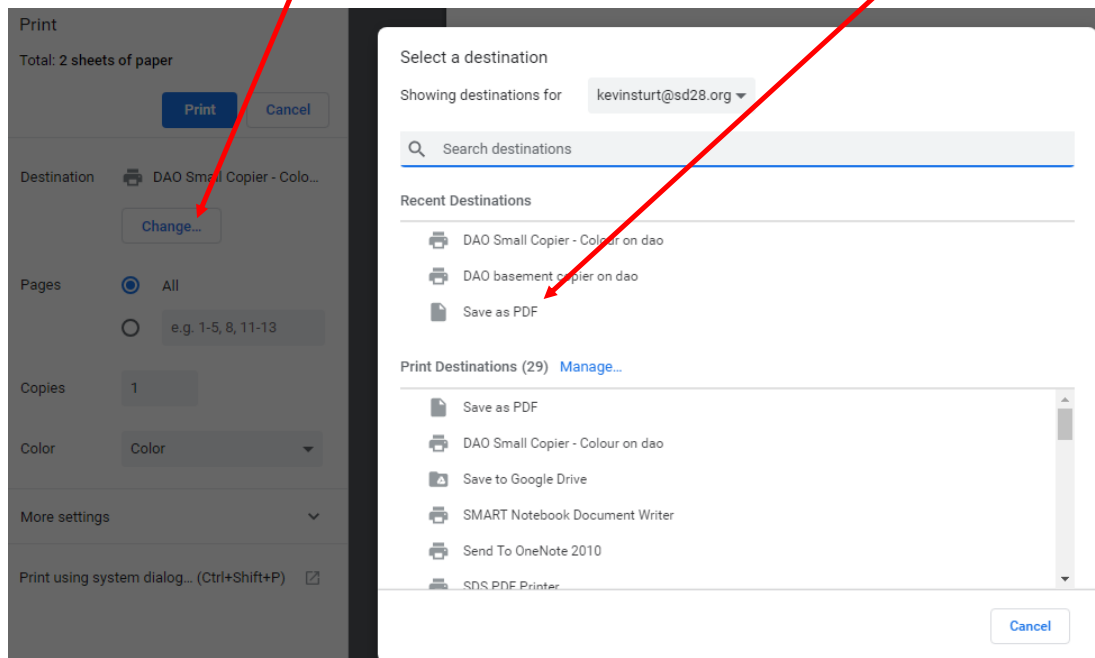 Print
Total: 2 sheets of paper
Print Cancel
Destination DAO Small Copier - Colo...
Change...
Pages All
e.g. 1-5, 8, 11-13
Copies 1
Color Color
More settings
Print using system dialog... (Ctrl+Shift+P)
Select a destination
Showing destinations for kevinsturt@sd28.org
Search destinations
Recent Destinations
DAO Small Copier - Colour on dao
DAO basement copier on dao
Save as PDF
Print Destinations (29) Manage...
Save as PDF
DAO Small Copier - Colour on dao
Save to Google Drive
SMART Notebook Document Writer
Send To OneNote 2010
SDS PDF Printer
Cancel